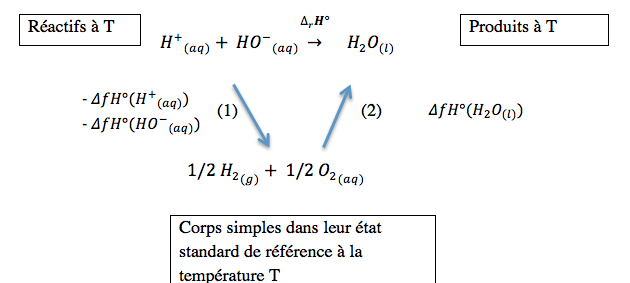 Réactifs à T
Δ𝑟H°
H⁺(aq) + HO⁻(aq) → H₂O(l)
Produits à T
- ΔfH°(H⁺(aq))
- ΔfH°(HO⁻(aq))
(1)
(2)
ΔfH°(H₂O(l))
1/2 H₂(g) + 1/2 O₂(aq)
Corps simples dans leur état
standard de référence à la
température T